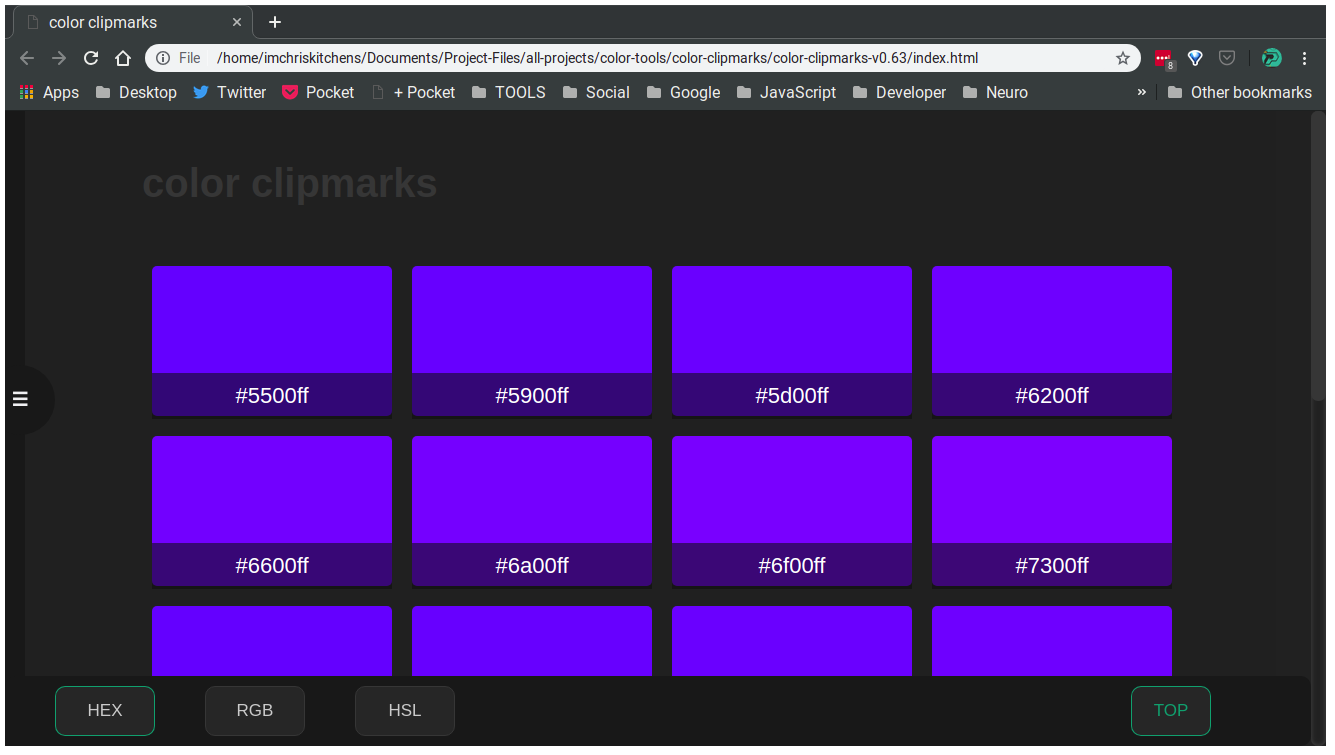 color clipmarks
File /home/imchriskitchens/Documents/Project-Files/all-projects/color-tools/color-clipmarks/color-clipmarks-v0.63/index.html 8
Apps Desktop Twitter Pocket + Pocket TOOLS Social Google JavaScript Developer Neuro » Other bookmarks
color clipmarks
#5500ff #5900ff #5d00ff #6200ff
#6600ff #6a00ff #6f00ff #7300ff
HEX RGB HSL TOP